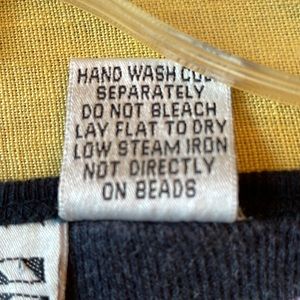 HAND WASH
SEPARATELY
DO NOT BLEACH
LAY FLAT TO DRY
LOW STEAM IRON
NOT DIRECTLY
ON BEADS